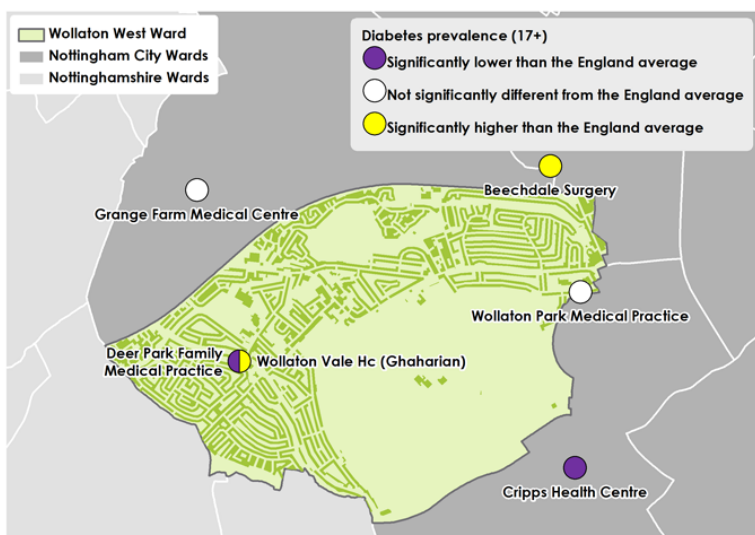 Wollaton West Ward
Nottingham City Wards
Nottinghamshire Wards
Diabetes prevalence (17+)
Significantly lower than the England average
Not significantly different from the England average
Significantly higher than the England average
Beechdale Surgery
Grange Farm Medical Centre
Wollaton Park Medical Practice
Deer Park Family
Medical Practice
Wollaton Vale Hc (Ghaharian)
Cripps Health Centre